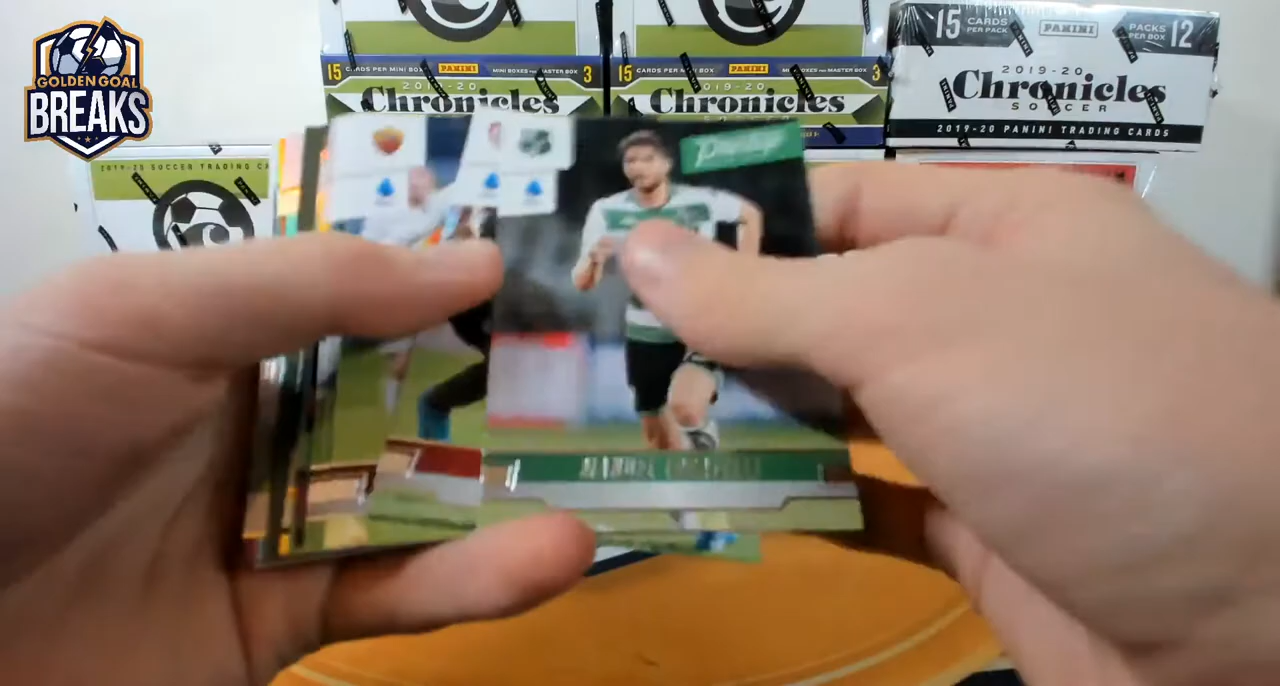 GOLDEN GOAL
BREAKS
15 CARDS PER MINI BOX PANINI MINI BOXES PER MASTER BOX 3
2019-20
Chronicles
15 CARDS PER MINI BOX PANINI MINI BOXES PER MASTER BOX 3
2019-20
Chronicles
15 CARDS PER PACK PANINI PACKS PER BOX 12
2019-20
Chronicles
SOCCER
2019-20 PANINI TRADING CARDS
2019-20 SOCCER TRADING CARDS
Prestige